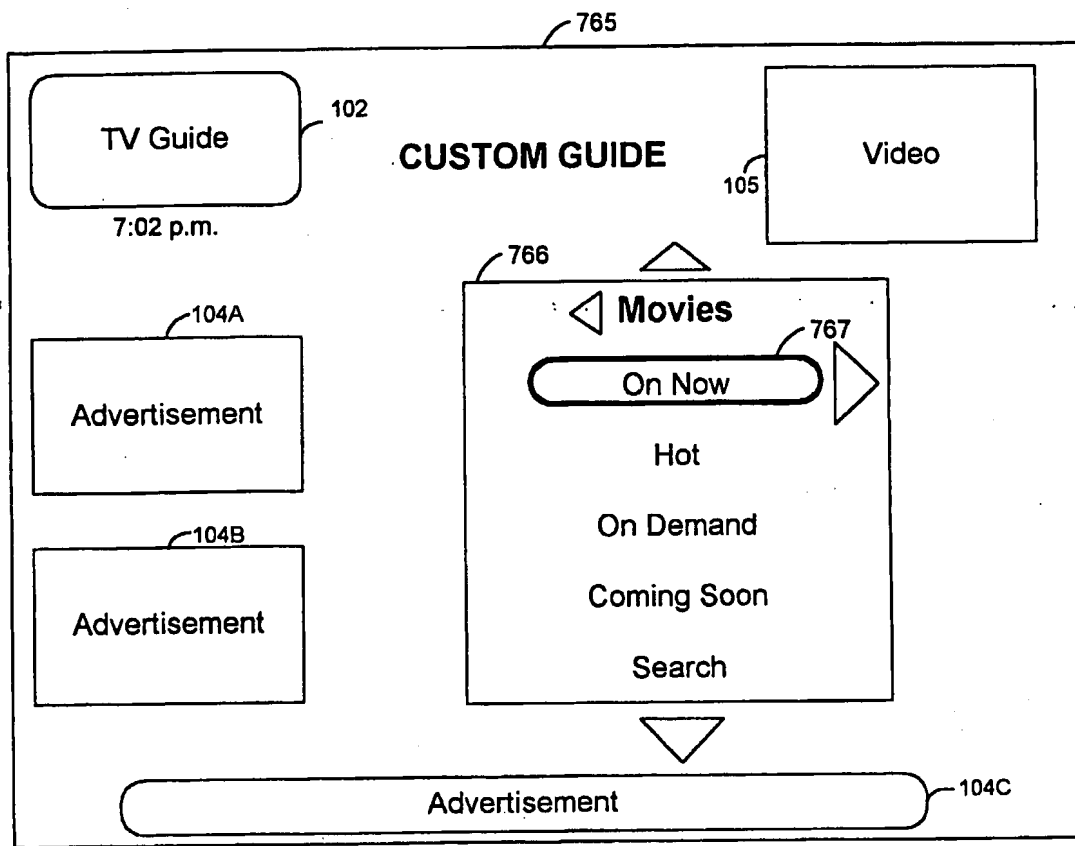 765
TV Guide
102
7:02 p.m.
CUSTOM GUIDE
105
Video
104A
Advertisement
104B
Advertisement
766
Movies
767
On Now
Hot
On Demand
Coming Soon
Search
Advertisement
104C